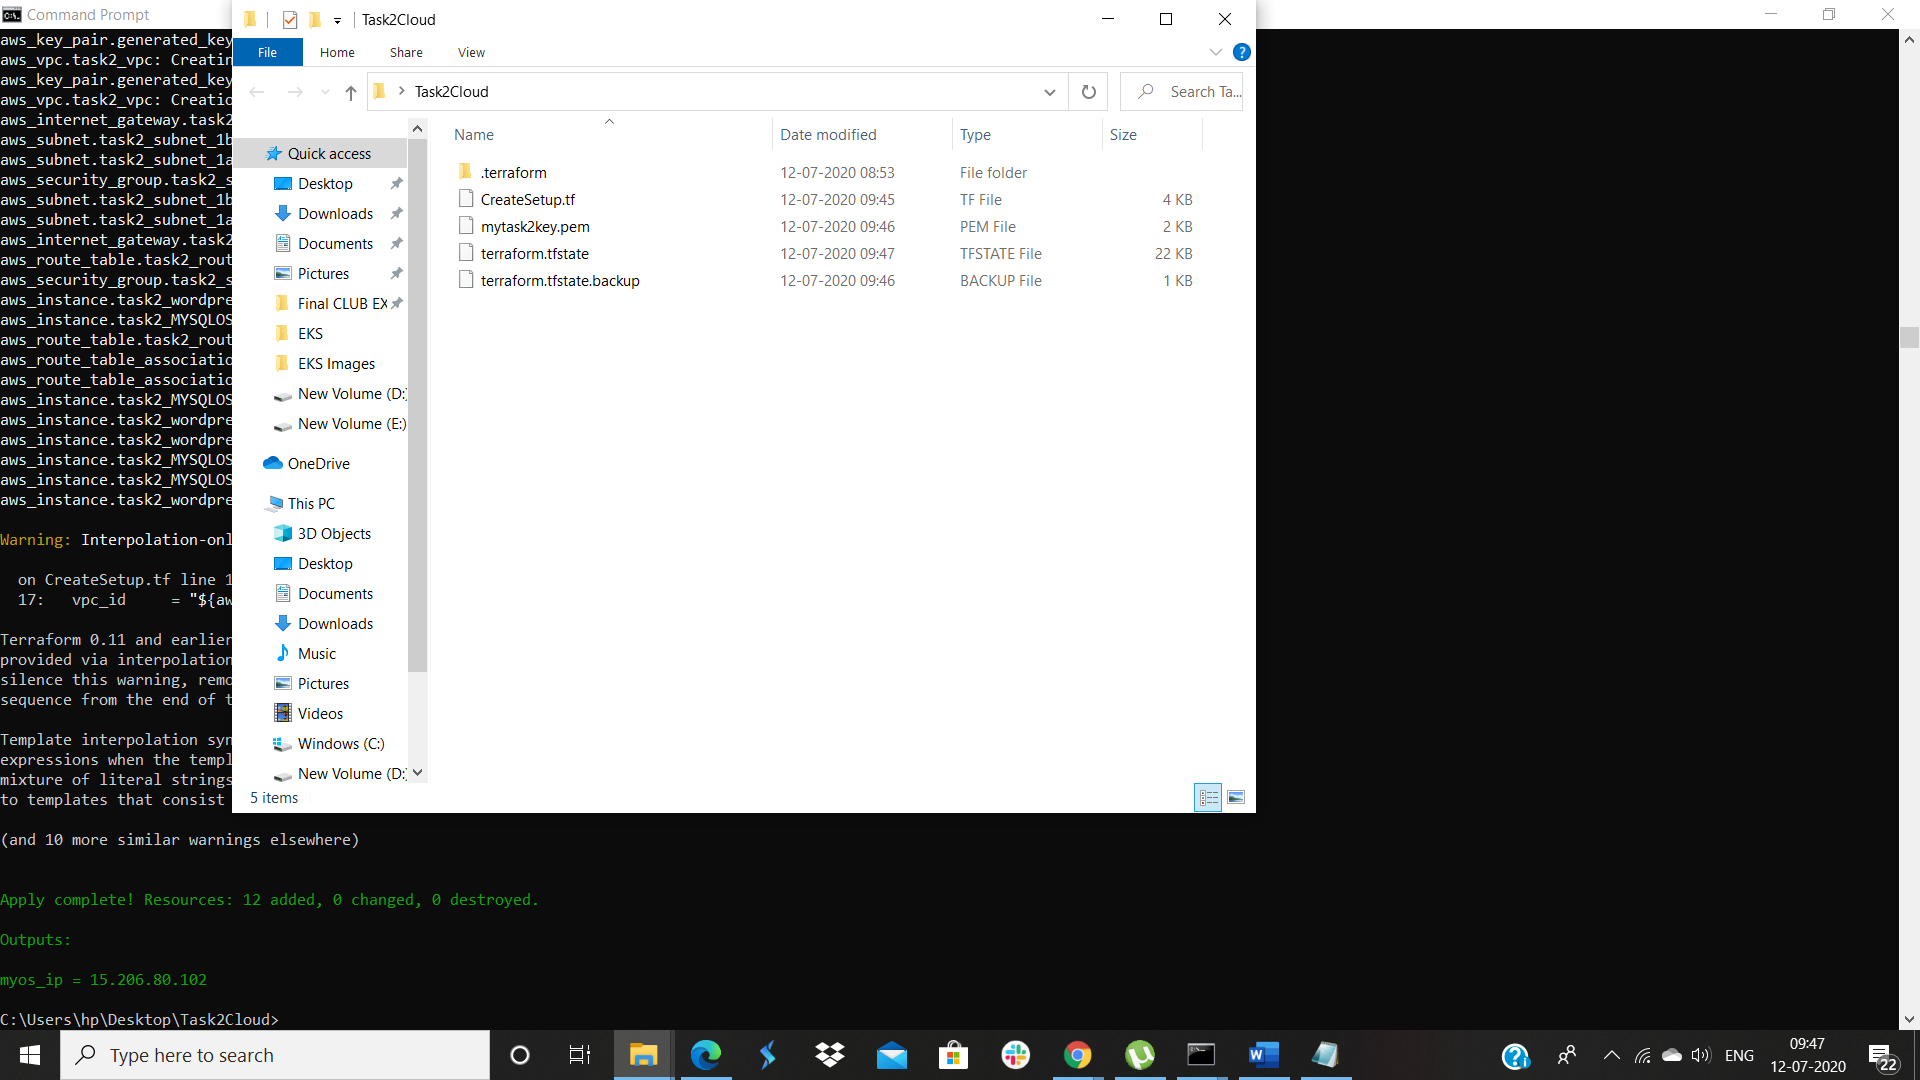 Command Prompt
aws_key_pair.generated_key
aws_vpc.task2_vpc: Creatin
aws_key_pair.generated_key
aws_vpc.task2_vpc: Creatio
aws_internet_gateway.task2
aws_subnet.task2_subnet_1b
aws_subnet.task2_subnet_1a
aws_security_group.task2_s
aws_subnet.task2_subnet_1b
aws_subnet.task2_subnet_1a
aws_internet_gateway.task2
aws_route_table.task2_rout
aws_security_group.task2_s
aws_instance.task2_wordpre
aws_instance.task2_MYSQLOS
aws_route_table.task2_rout
aws_route_table_associatio
aws_route_table_associatio
aws_instance.task2_MYSQLOS
aws_instance.task2_wordpre
aws_instance.task2_wordpre
aws_instance.task2_MYSQLOS
aws_instance.task2_MYSQLOS
aws_instance.task2_wordpre
Warning: Interpolation-onl
on CreateSetup.tf line 1
17: vpc_id = "${aw
Terraform 0.11 and earlier
provided via interpolation
silence this warning, remo
sequence from the end of t
Template interpolation syn
expressions when the templ
mixture of literal strings
to templates that consist
(and 10 more similar warnings elsewhere)
Apply complete! Resources: 12 added, 0 changed, 0 destroyed.
Outputs:
myos_ip = 15.206.80.102
C:\Users\hp\Desktop\Task2Cloud>
Task2Cloud
File Home Share View
Task2Cloud
Search Ta...
Quick access
Desktop
Downloads
Documents
Pictures
Final CLUB EX
EKS
EKS Images
New Volume (D:)
New Volume (E:)
OneDrive
This PC
3D Objects
Desktop
Documents
Downloads
Music
Pictures
Videos
Windows (C:)
New Volume (D:)
Name Date modified Type Size
.terraform 12-07-2020 08:53 File folder
CreateSetup.tf 12-07-2020 09:45 TF File 4 KB
mytask2key.pem 12-07-2020 09:46 PEM File 2 KB
terraform.tfstate 12-07-2020 09:47 TFSTATE File 22 KB
terraform.tfstate.backup 12-07-2020 09:46 BACKUP File 1 KB
5 items
Type here to search
ENG
09:47
12-07-2020
22